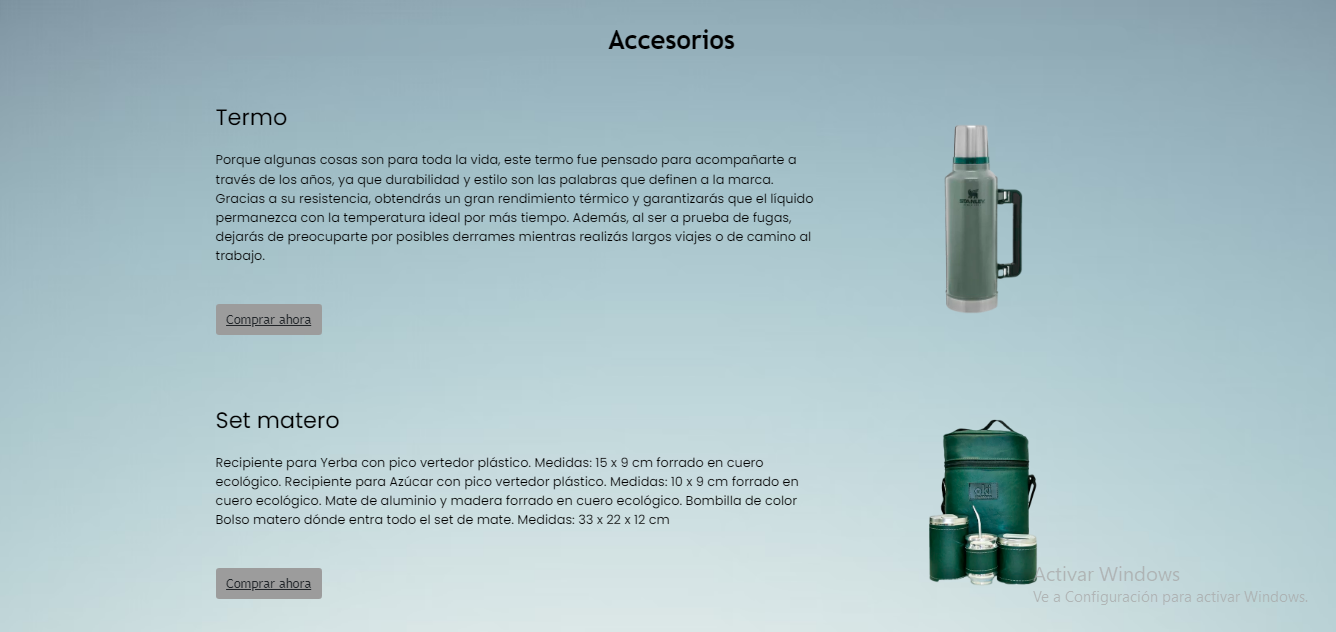 Accesorios
Termo
Porque algunas cosas son para toda la vida, este termo fue pensado para acompañarte a
través de los años, ya que durabilidad y estilo son las palabras que definen a la marca.
Gracias a su resistencia, obtendrás un gran rendimiento térmico y garantizarás que el líquido
permanezca con la temperatura ideal por más tiempo. Además, al ser a prueba de fugas,
dejarás de preocuparte por posibles derrames mientras realizás largos viajes o de camino al
trabajo.
STANLEY
Comprar ahora
Set matero
Recipiente para Yerba con pico vertedor plástico. Medidas: 15 x 9 cm forrado en cuero
ecológico. Recipiente para Azúcar con pico vertedor plástico. Medidas: 10 x 9 cm forrado en
cuero ecológico. Mate de aluminio y madera forrado en cuero ecológico. Bombilla de color
Bolso matero dónde entra todo el set de mate. Medidas: 33 x 22 x 12 cm
Comprar ahora
Activar Windows
Ve a Configuración para activar Windows.